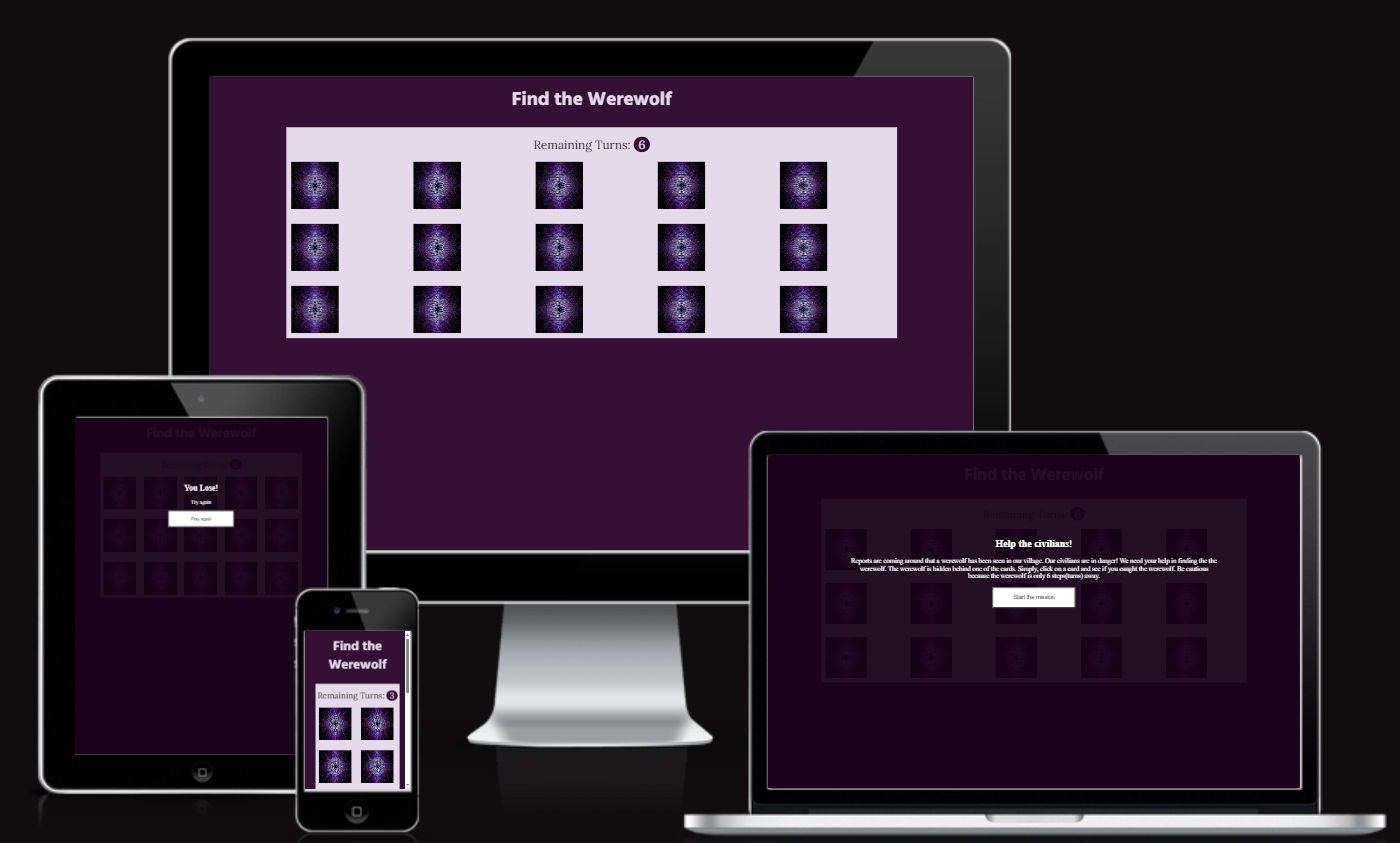 Find the Werewolf
Remaining Turns: 6
Find the Werewolf
Remaining Turns: 0
You Lose!
Try again
Play again
Find the
Werewolf
Remaining Turns: 3
Find the Werewolf
Remaining Turns: 6
Help the civilians!
Reports are coming around that a werewolf has been seen in our village. Our civilians are in danger! We need your help in finding the the
werewolf. The werewolf is hidden behind one of the cards. Simply, click on a card and see if you caught the werewolf. Be cautious
because the werewolf is only 6 steps(turns) away.
Start the mission